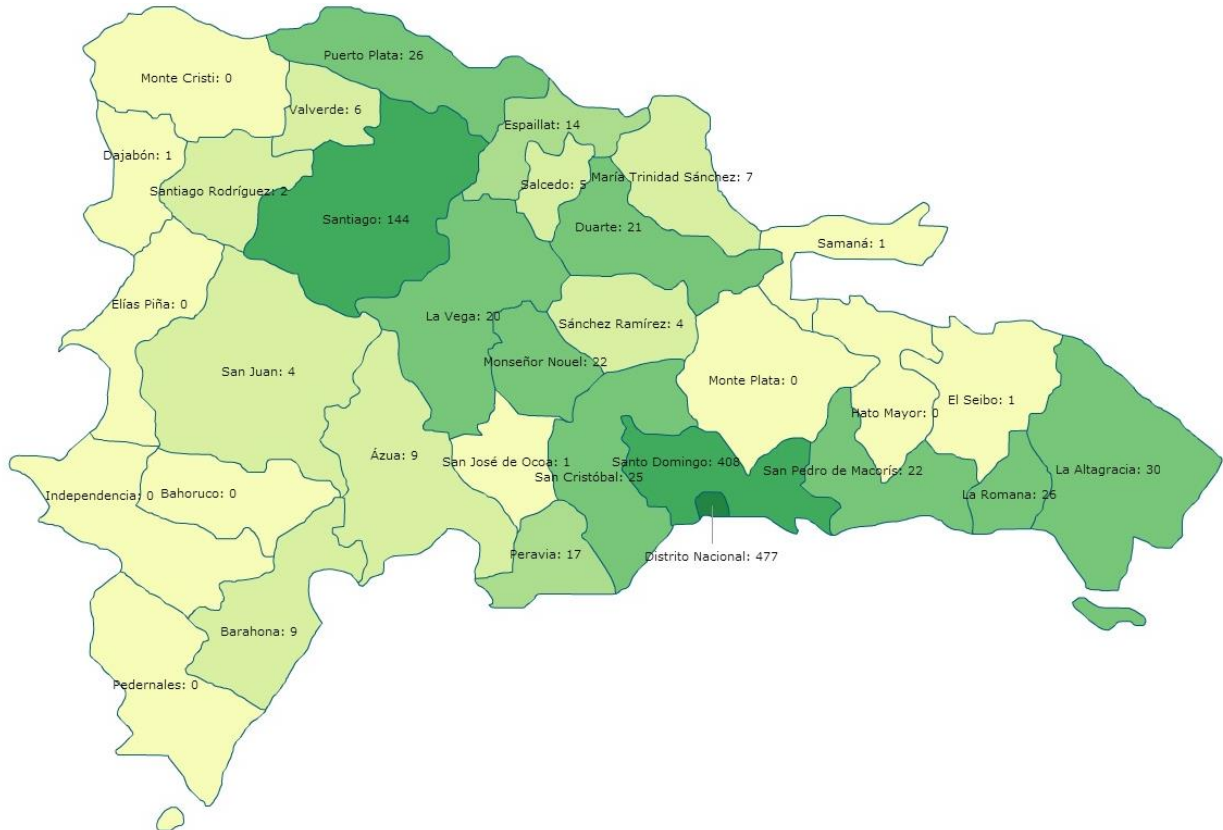 Puerto Plata: 26
Monte Cristi: 0
Valverde: 6
Espaillat: 14
Dajabón: 1
Santiago Rodríguez: 2
Salcedo: 5
María Trinidad Sánchez: 7
Santiago: 144
Duarte: 21
Samaná: 1
Elías Piña: 0
La Vega: 20
Sánchez Ramírez: 4
San Juan: 4
Monseñor Nouel: 22
Monte Plata: 0
El Seibo: 1
Hato Mayor: 0
Ázua: 9
San José de Ocoa: 1
Santo Domingo: 408
San Pedro de Macorís: 22
La Altagracia: 30
San Cristóbal: 25
Independencia: 0
Bahoruco: 0
La Romana: 26
Peravia: 17
Distrito Nacional: 477
Barahona: 9
Pedernales: 0